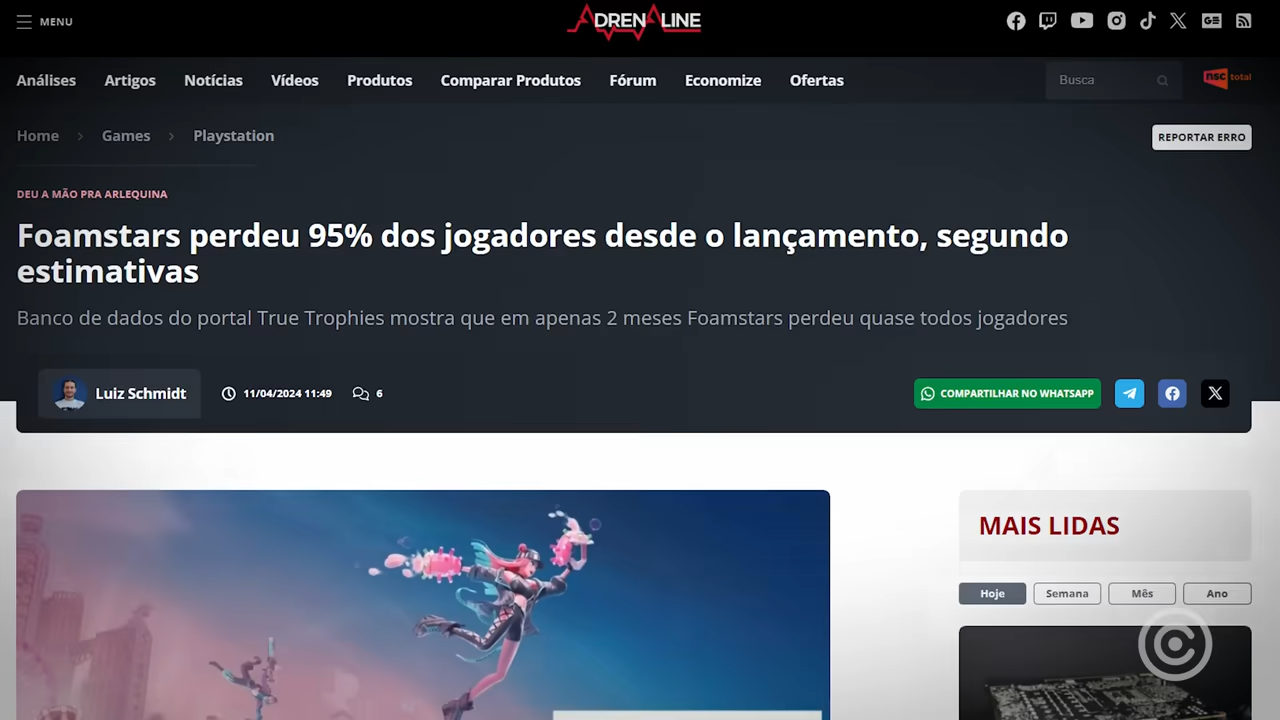 MENU
ADRENALINE
Análises
Artigos
Notícias
Vídeos
Produtos
Comparar Produtos
Fórum
Economize
Ofertas
Busca
nsc total
Home
Games
Playstation
REPORTAR ERRO
DEU A MÃO PRA ARLEQUINA
Foamstars perdeu 95% dos jogadores desde o lançamento, segundo
estimativas
Banco de dados do portal True Trophies mostra que em apenas 2 meses Foamstars perdeu quase todos jogadores
Luiz Schmidt
11/04/2024 11:49
6
COMPARTILHAR NO WHATSAPP
MAIS LIDAS
Hoje
Semana
Mês
Ano